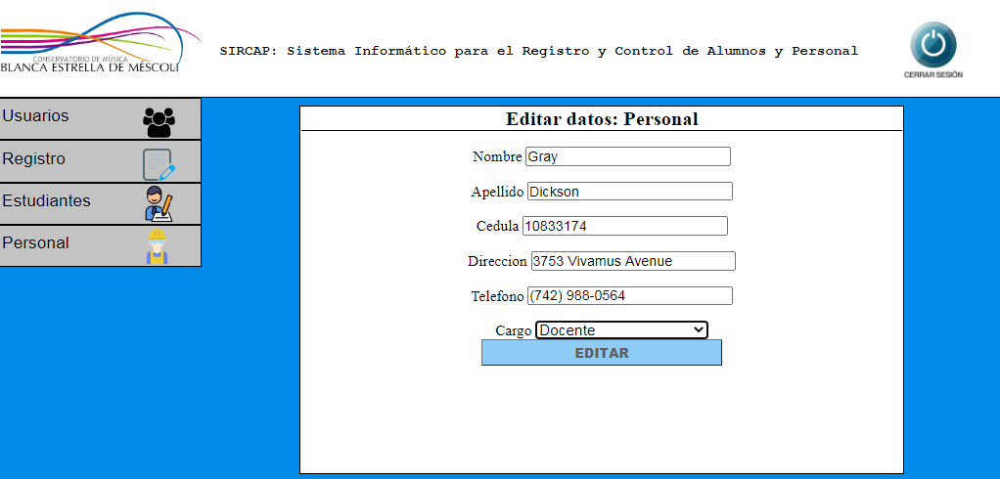 CONSERVATORIO DE MÚSICA
BLANCA ESTRELLA DE MÉSCOLI
SIRCAP: Sistema Informático para el Registro y Control de Alumnos y Personal
CERRAR SESIÓN
Usuarios
Registro
Estudiantes
Personal
Editar datos: Personal
Nombre Gray
Apellido Dickson
Cedula 10833174
Direccion 3753 Vivamus Avenue
Telefono (742) 988-0564
Cargo Docente
EDITAR